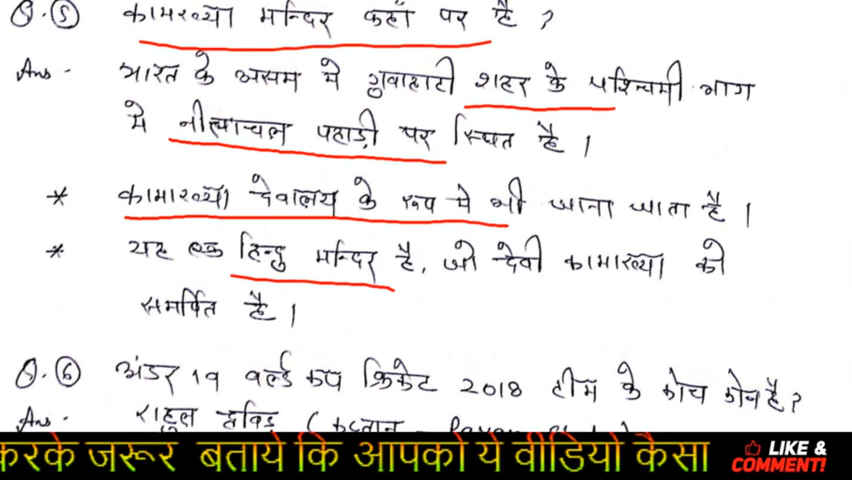 Q.⑤ कामाख्या मन्दिर कहाँ पर है ?
Ans. भारत के असम मे गुवाहाटी शहर के पश्चिमी भाग
मे नीलाचल पहाड़ी पर स्थित है।
* कामाख्या देवालय के रूप मे भी जाना जाता है।
* यह एक हिन्दु मन्दिर है, जो देवी कामाख्या को
समर्पित है।
Q.⑥ अंडर 19 वर्ल्ड कप क्रिकेट 2018 टीम के कोच कौन है?
Ans. राहुल द्रविड़ (कप्तान -
करके जरूर बताये कि आपको ये वीडियो कैसा
LIKE &
COMMENT!